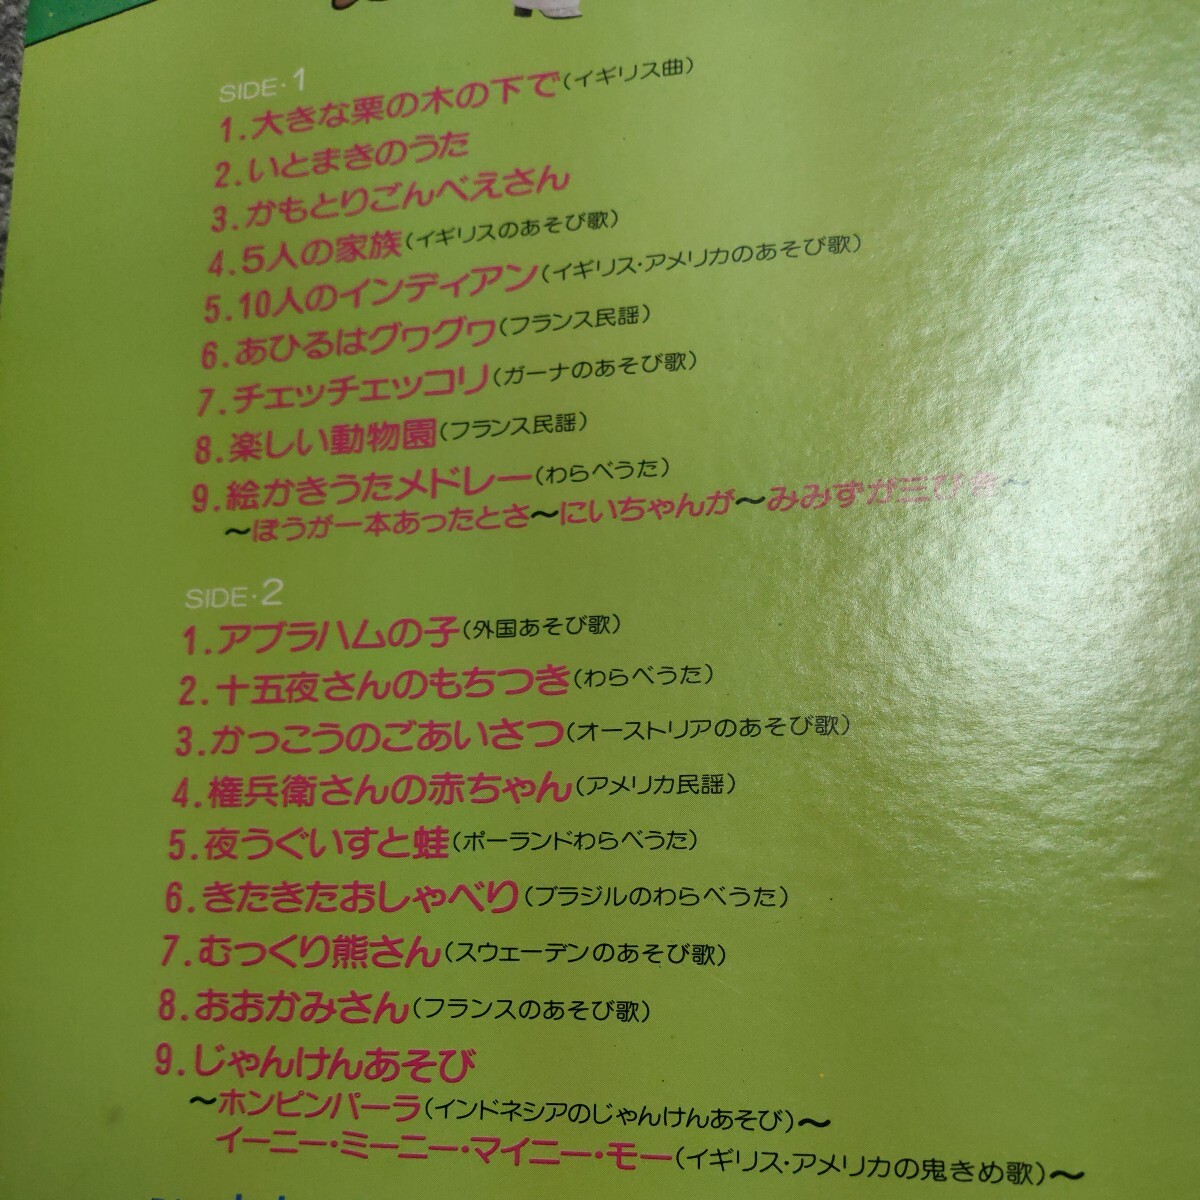 SIDE・1
1.大きな栗の木の下で(イギリス曲)
2.いとまきのうた
3.かもとりごんべえさん
4.5人の家族(イギリスのあそび歌)
5.10人のインディアン(イギリス・アメリカのあそび歌)
6.あひるはグヮグヮ(フランス民謡)
7.チェッチェッコリ(ガーナのあそび歌)
8.楽しい動物園(フランス民謡)
9.絵かきうたメドレー(わらべうた)
〜ぼうが一本あったとさ〜にいちゃんが〜みみずが三びき〜
SIDE・2
1.アブラハムの子(外国あそび歌)
2.十五夜さんのもちつき(わらべうた)
3.かっこうのごあいさつ(オーストリアのあそび歌)
4.権兵衛さんの赤ちゃん(アメリカ民謡)
5.夜うぐいすと蛙(ポーランドわらべうた)
6.きたきたおしゃべり(ブラジルのわらべうた)
7.むっくり熊さん(スウェーデンのあそび歌)
8.おおかみさん(フランスのあそび歌)
9.じゃんけんあそび
〜ホンピンパーラ(インドネシアのじゃんけんあそび)〜
イーニー・ミーニー・マイニー・モー(イギリス・アメリカの鬼きめ歌)〜